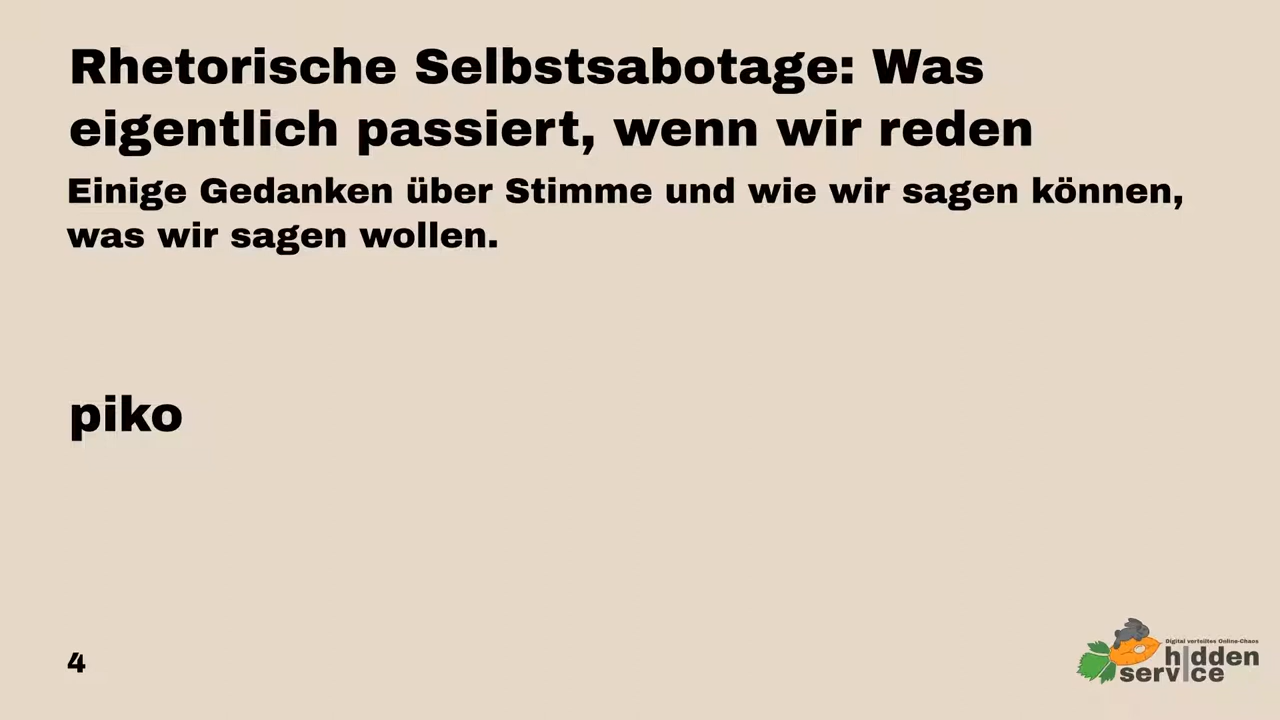 Rhetorische Selbstsabotage: Was
eigentlich passiert, wenn wir reden
Einige Gedanken über Stimme und wie wir sagen können,
was wir sagen wollen.
piko
4
Digital verteiltes Online-Chaos
hidden
service